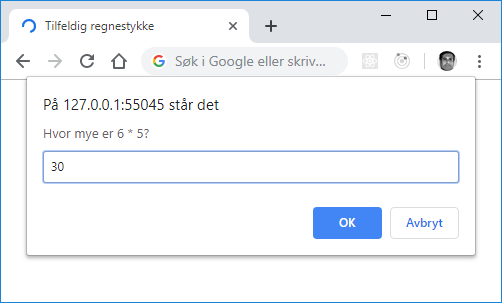 Tilfeldig regnestykke
Søk i Google eller skriv...
På 127.0.0.1:55045 står det
Hvor mye er 6 * 5?
30
OK Avbryt